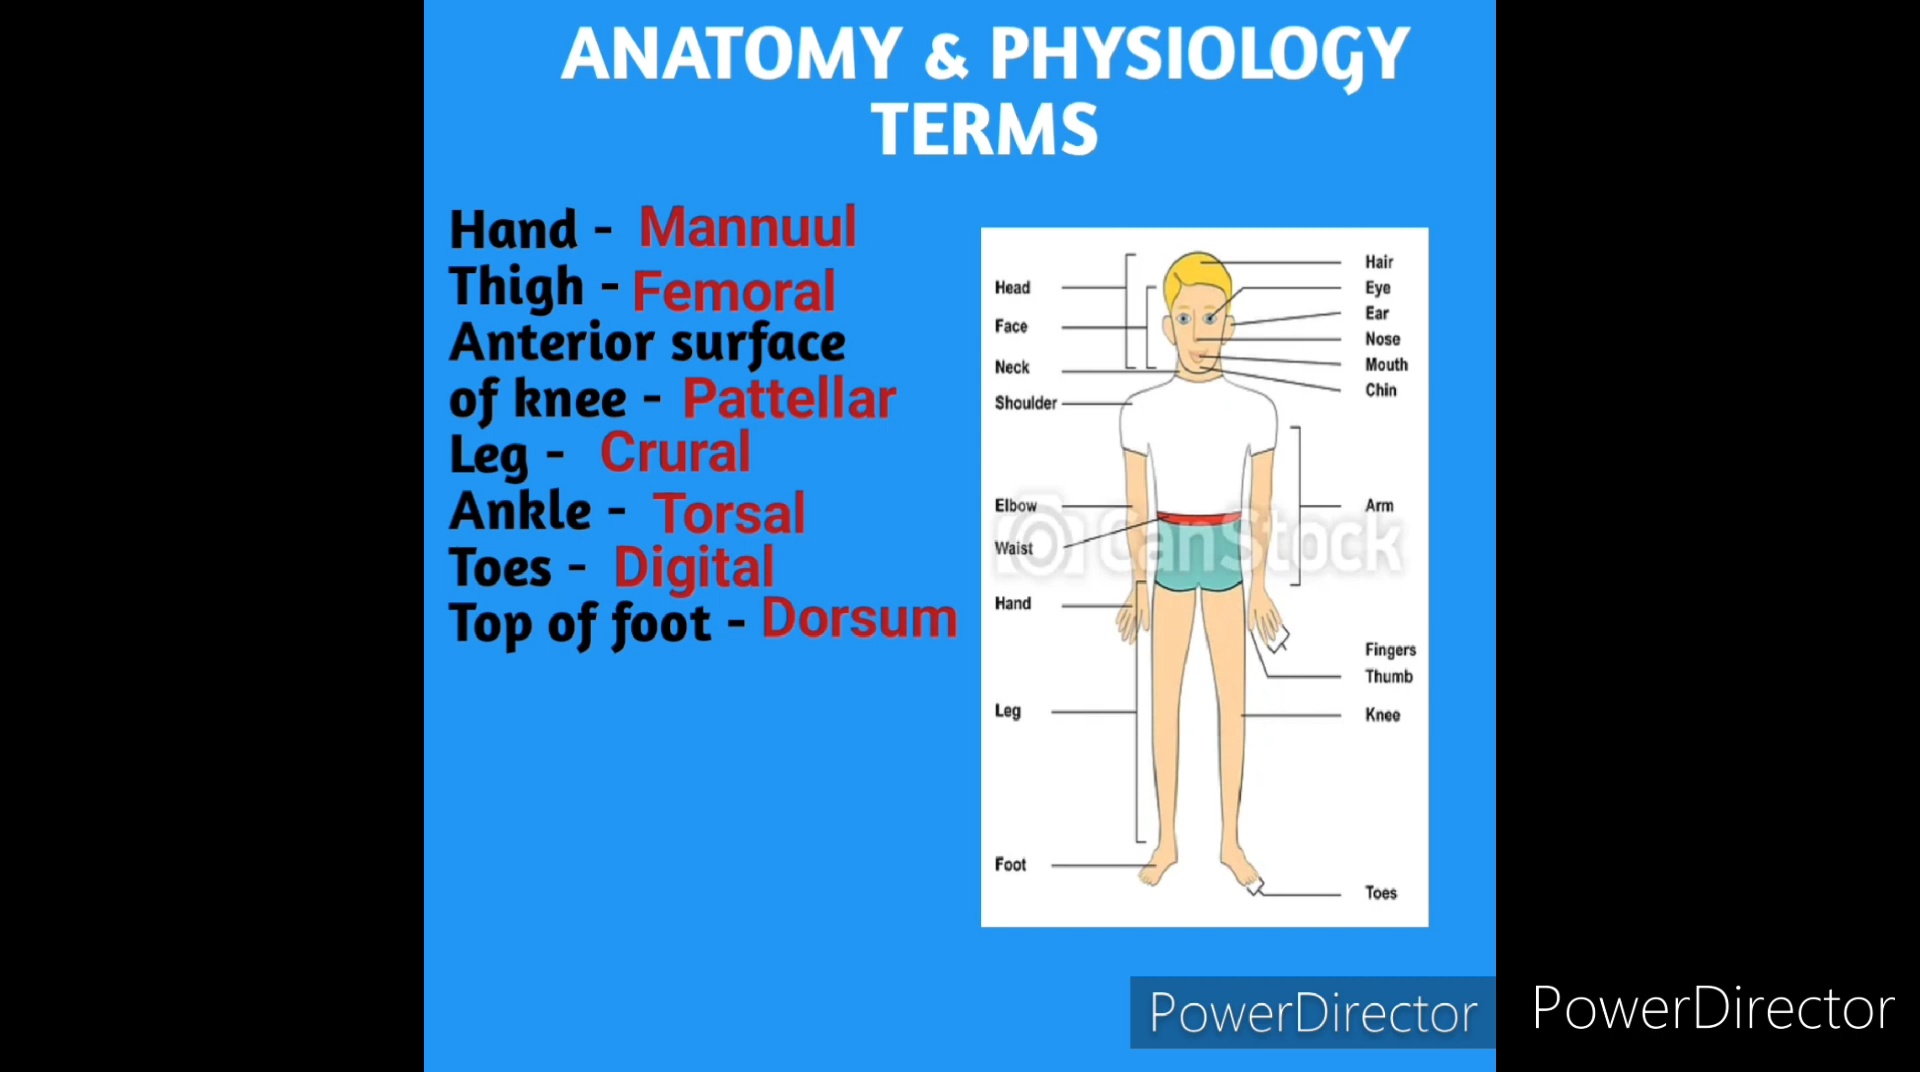 ANATOMY & PHYSIOLOGY
TERMS
Hand - Mannuul
Thigh - Femoral
Anterior surface
of knee - Pattellar
Leg - Crural
Ankle - Torsal
Toes - Digital
Top of foot - Dorsum
Head
Face
Neck
Shoulder
Elbow
Waist
Hand
Leg
Foot
Hair
Eye
Ear
Nose
Mouth
Chin
Arm
Fingers
Thumb
Knee
Toes
CanStock
PowerDirector
PowerDirector